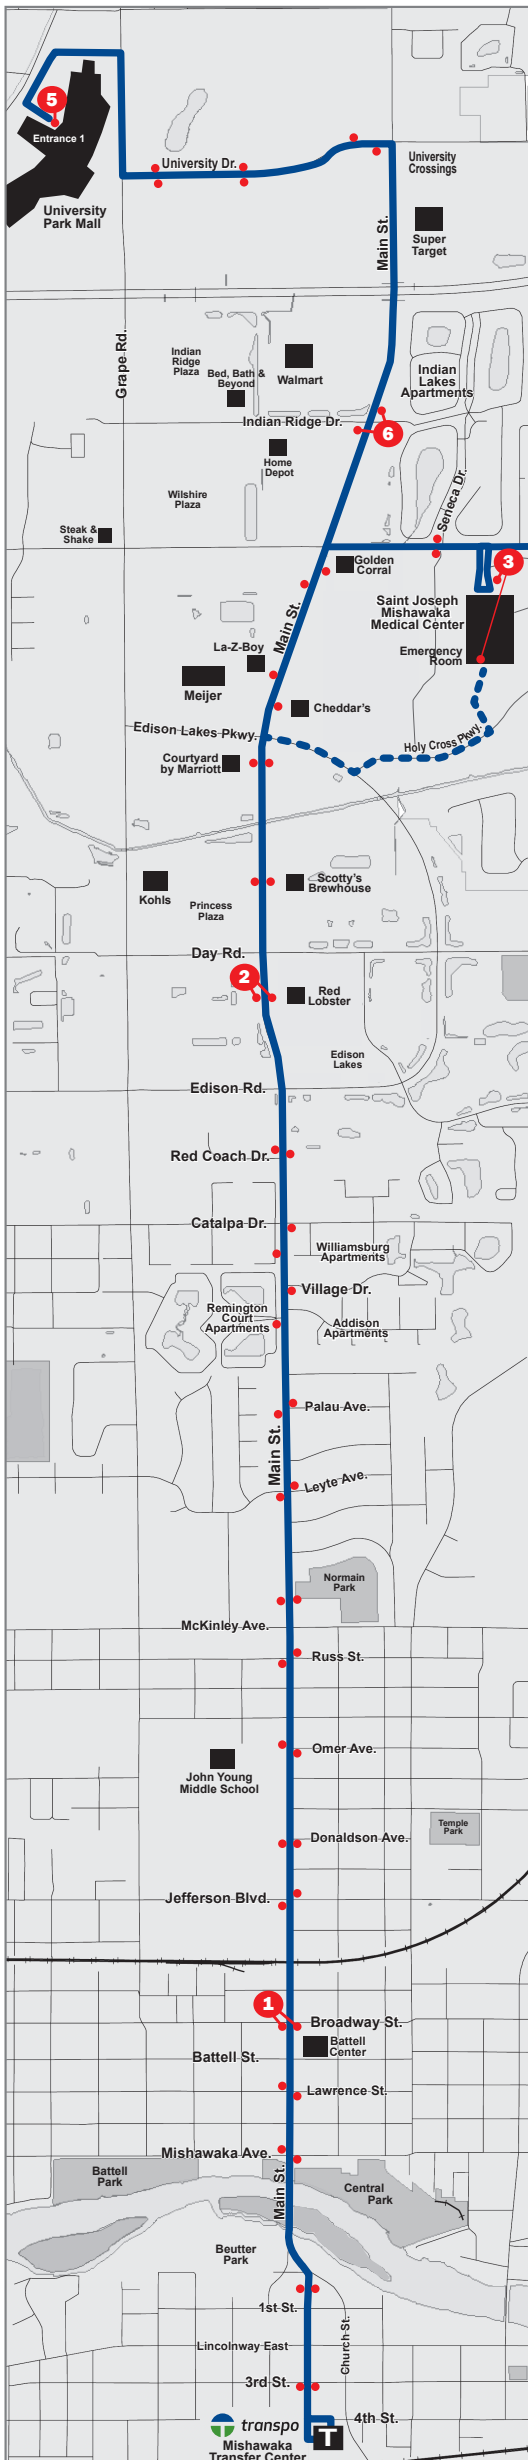 5
Entrance 1
University
Park Mall
University Dr.
University
Crossings
Main St.
Super
Target
Grape Rd.
Indian
Ridge
Plaza
Bed, Bath &
Beyond
Walmart
Indian
Lakes
Apartments
Indian Ridge Dr.
6
Home
Depot
Wilshire
Plaza
Seneca Dr.
Steak &
Shake
Golden
Corral
3
Saint Joseph
Mishawaka
Medical Center
Main St.
La-Z-Boy
Emergency
Room
Meijer
Cheddar's
Edison Lakes Pkwy.
Holy Cross Pkwy.
Courtyard
by Marriott
Kohls
Scotty's
Brewhouse
Princess
Plaza
Day Rd.
2
Red
Lobster
Edison
Lakes
Edison Rd.
Red Coach Dr.
Catalpa Dr.
Williamsburg
Apartments
Village Dr.
Remington
Court
Apartments
Addison
Apartments
Palau Ave.
Main St.
Leyte Ave.
Normain
Park
McKinley Ave.
Russ St.
Omer Ave.
John Young
Middle School
Temple
Park
Donaldson Ave.
Jefferson Blvd.
1
Broadway St.
Battell
Center
Battell St.
Lawrence St.
Mishawaka Ave.
Battell
Park
Main St.
Central
Park
Beutter
Park
1st St.
Church St.
Lincolnway East
3rd St.
4th St.
transpo
T
Mishawaka
Transfer Center